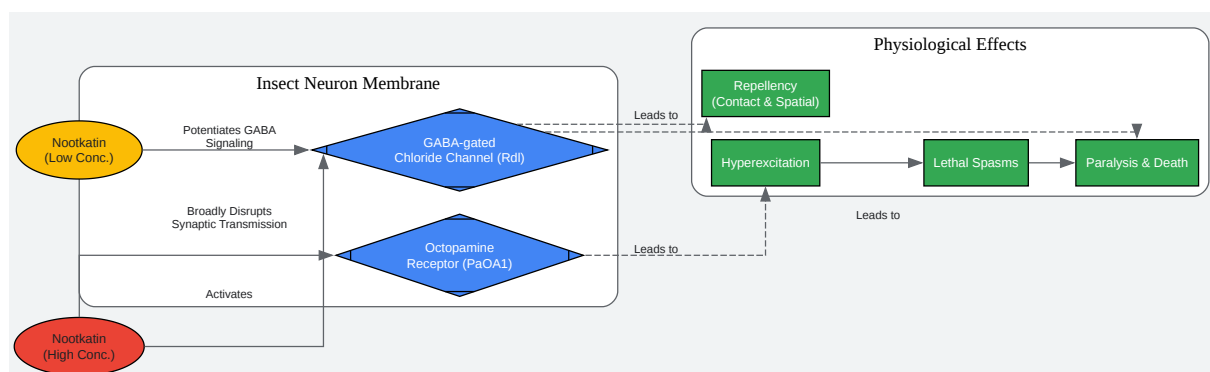 Physiological Effects
Insect Neuron Membrane
Repellency
(Contact & Spatial)
Leads to
Nootkatin
(Low Conc.)
Potentiates GABA
Signaling
GABA-gated
Chloride Channel (Rdl)
Hyperexcitation
Lethal Spasms
Paralysis & Death
Broadly Disrupts
Synaptic Transmission
Leads to
Octopamine
Receptor (PaOA1)
Leads to
Activates
Nootkatin
(High Conc.)